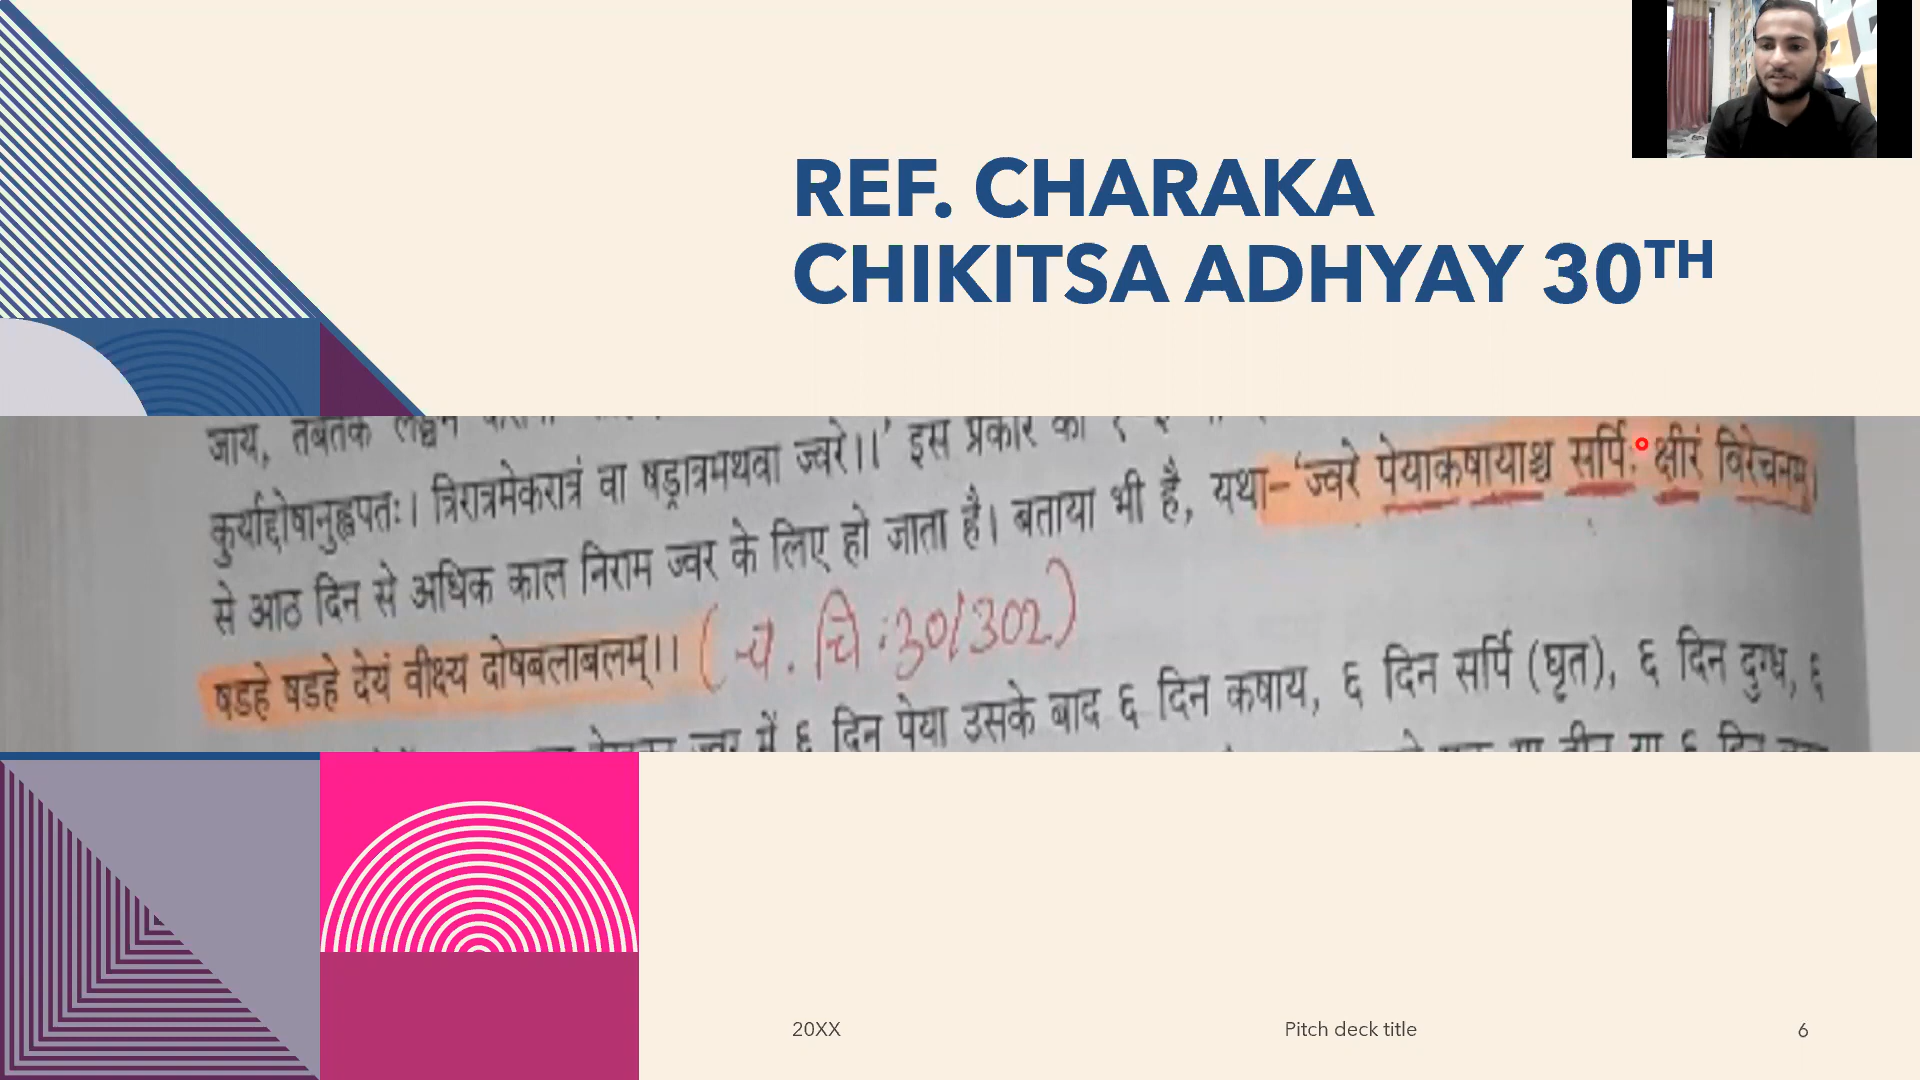 REF. CHARAKA
CHIKITSA ADHYAY 30TH
जाय, तबतक लङ्घन
कुर्याद्दोषानुरूपतः। त्रिरात्रमेकरात्रं वा षड्रात्रमथवा ज्वरे।।’ इस प्रकार का
से आठ दिन से अधिक काल निराम ज्वर के लिए हो जाता है। बताया भी है, यथा–‘ज्वरे पेयाकषायाश्च सर्पिः क्षीरं विरेचनम्।
षडहे षडहे देयं वीक्ष्य दोषबलाबलम्।। (च. चि :30/302)
ज्वर में ६ दिन पेया उसके बाद ६ दिन कषाय, ६ दिन सर्पि (घृत), ६ दिन दुग्ध, ६
20XX
Pitch deck title
6